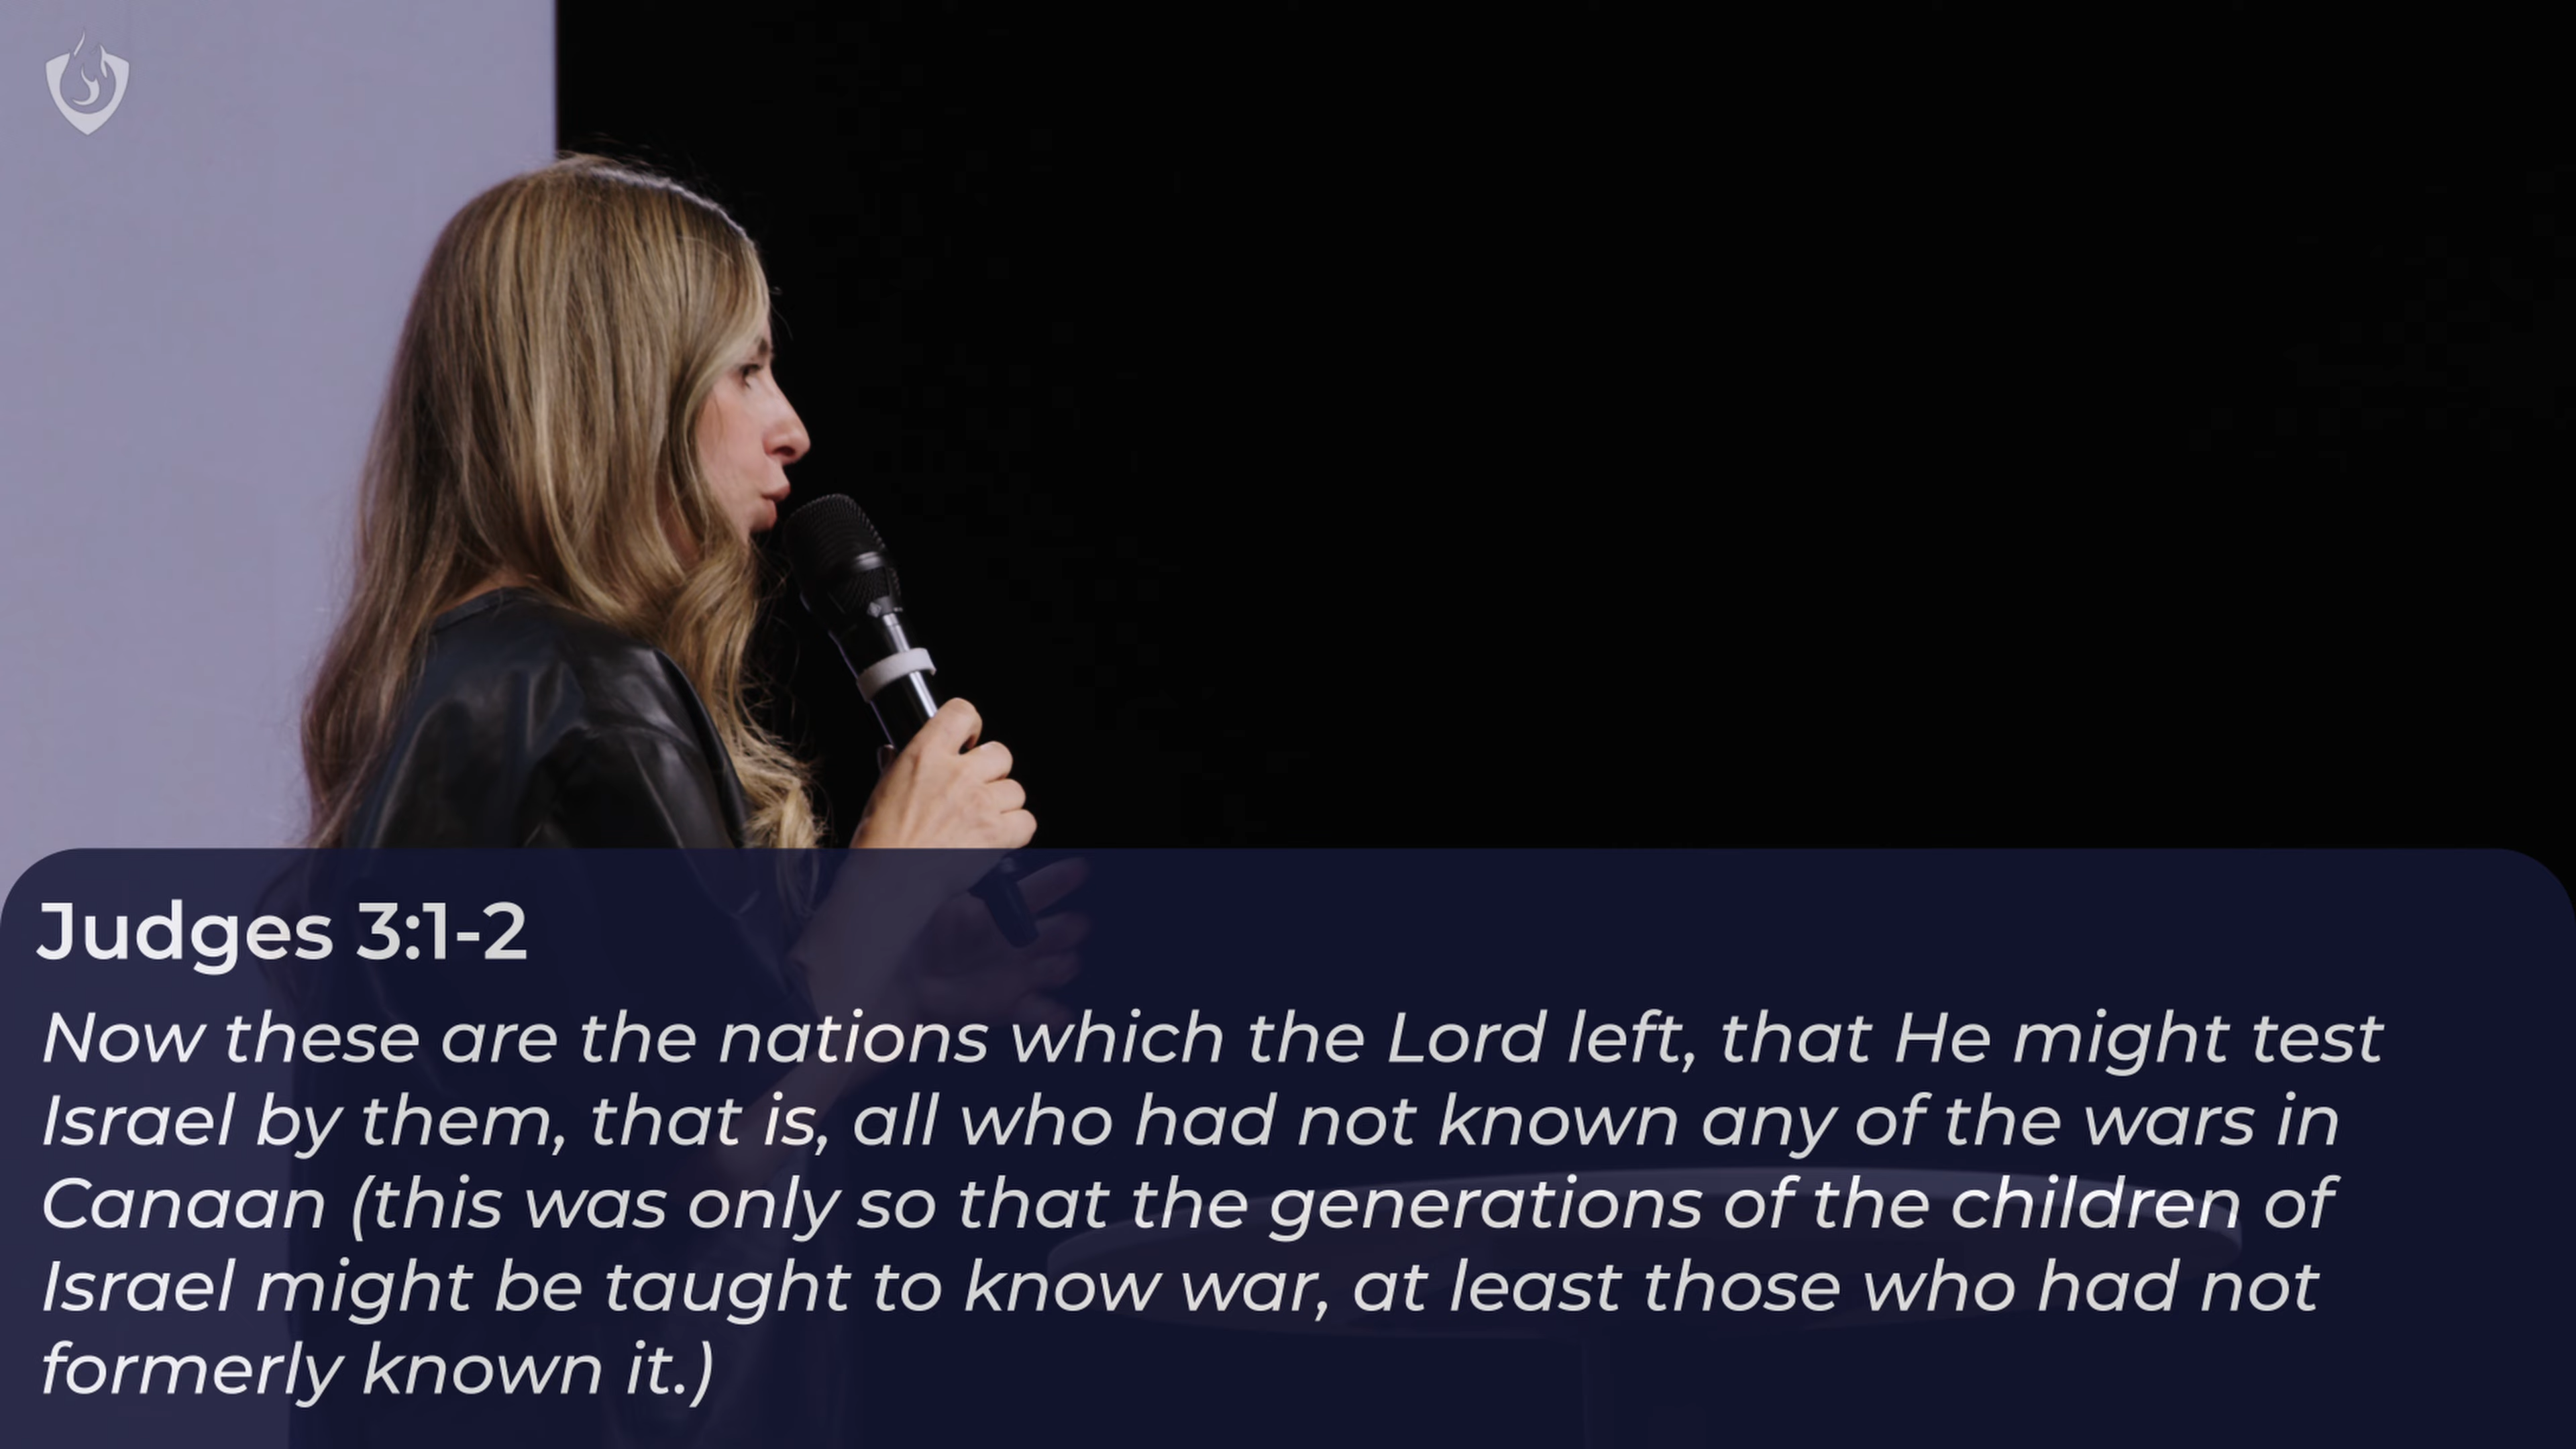 Judges 3:1-2
Now these are the nations which the Lord left, that He might test
Israel by them, that is, all who had not known any of the wars in
Canaan (this was only so that the generations of the children of
Israel might be taught to know war, at least those who had not
formerly known it.)